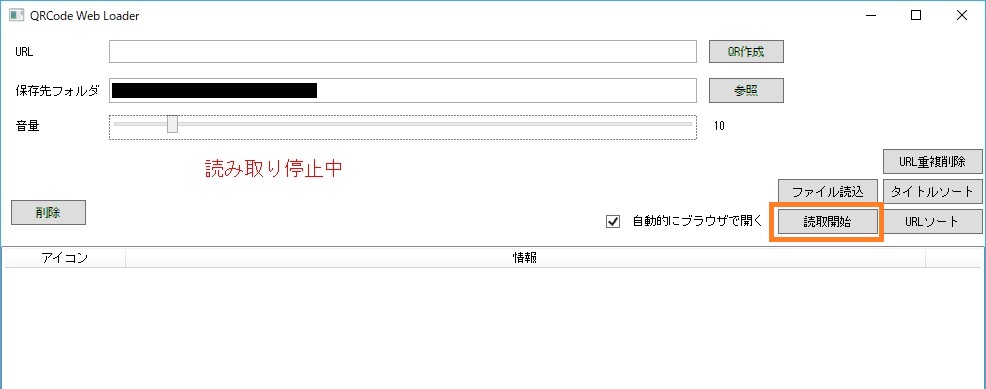 QRCode Web Loader
URL
QR作成
保存先フォルダ
参照
音量
10
読み取り停止中
URL重複削除
ファイル読込
タイトルソート
削除
自動的にブラウザで開く
読取開始
URLソート
アイコン
情報